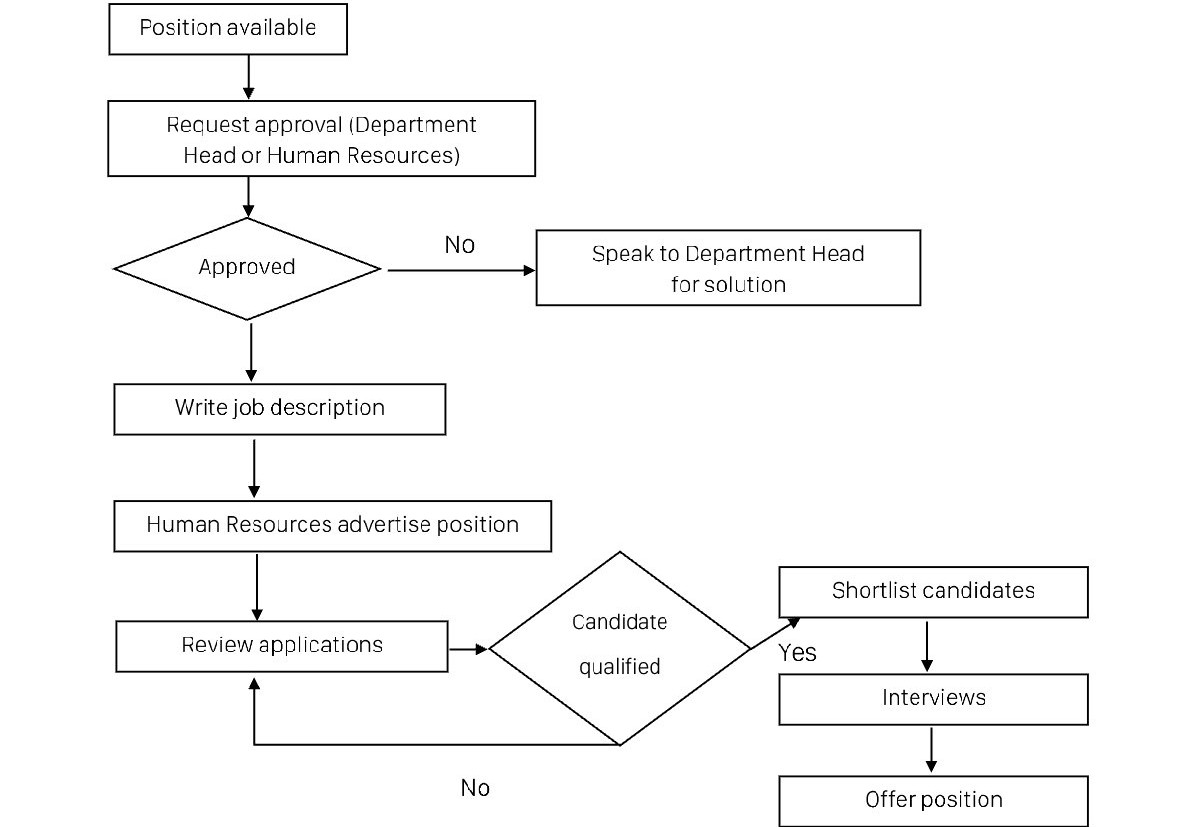 Position available
Request approval (Department
Head or Human Resources)
Approved
No
Speak to Department Head
for solution
Write job description
Human Resources advertise position
Review applications
Candidate
qualified
Yes
No
Shortlist candidates
Interviews
Offer position